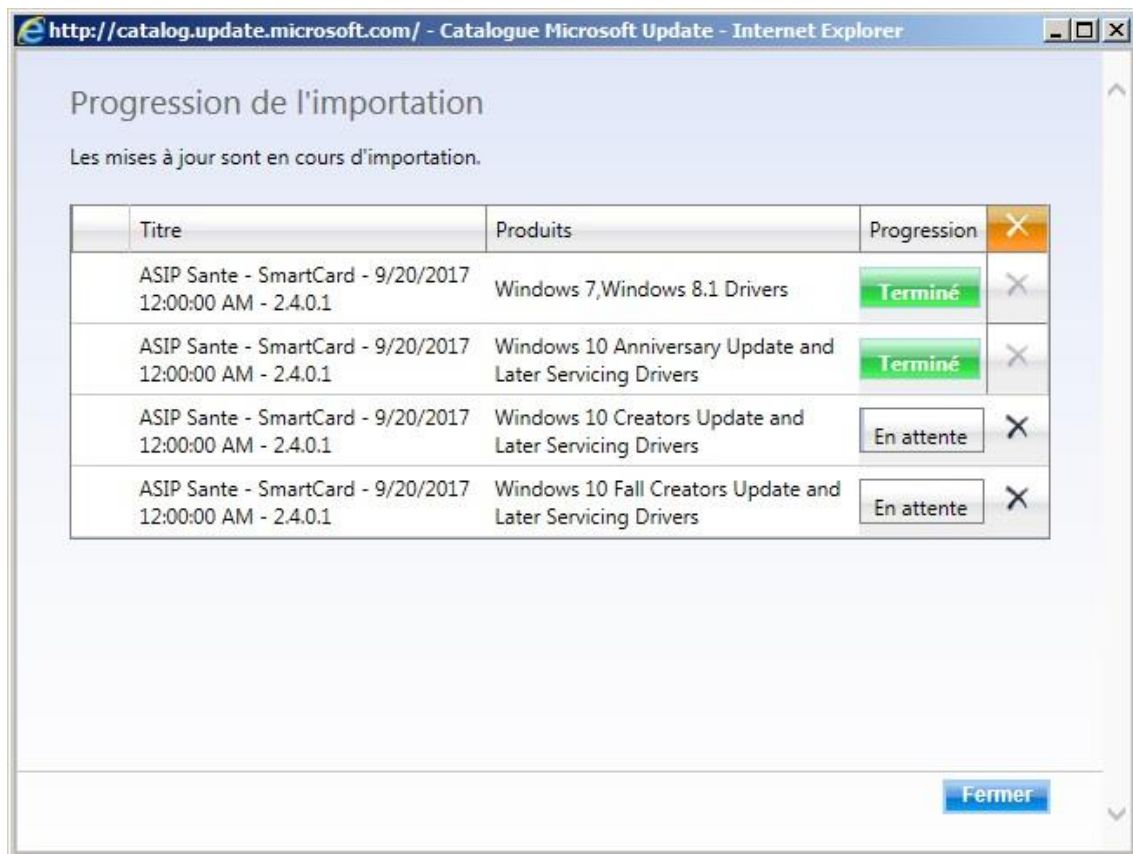 http://catalog.update.microsoft.com/ - Catalogue Microsoft Update - Internet Explorer
Progression de l'importation
Les mises à jour sont en cours d'importation.
Titre Produits Progression
ASIP Sante - SmartCard - 9/20/2017
12:00:00 AM - 2.4.0.1
Windows 7,Windows 8.1 Drivers
Terminé
ASIP Sante - SmartCard - 9/20/2017
12:00:00 AM - 2.4.0.1
Windows 10 Anniversary Update and
Later Servicing Drivers
Terminé
ASIP Sante - SmartCard - 9/20/2017
12:00:00 AM - 2.4.0.1
Windows 10 Creators Update and
Later Servicing Drivers
En attente
ASIP Sante - SmartCard - 9/20/2017
12:00:00 AM - 2.4.0.1
Windows 10 Fall Creators Update and
Later Servicing Drivers
En attente
Fermer